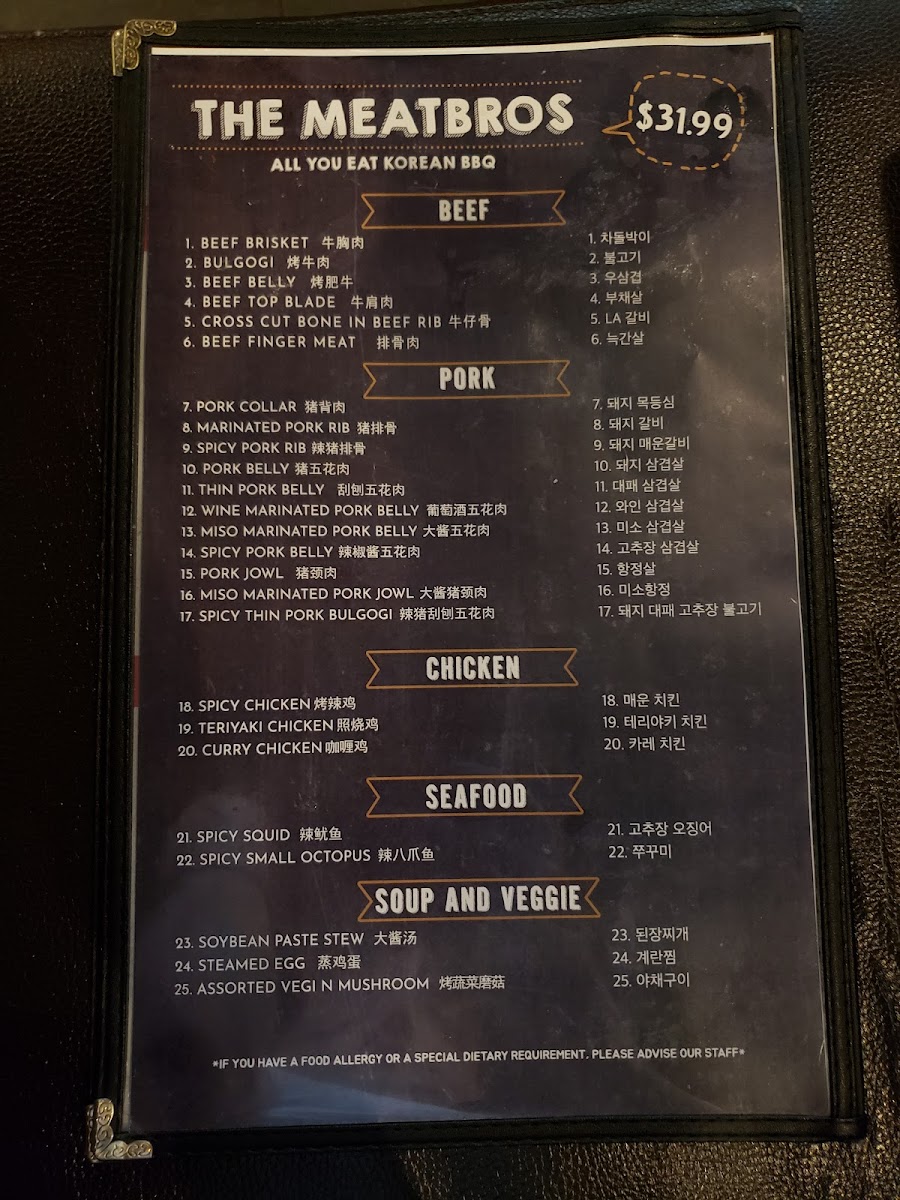 THE MEATBROS
$31.99
ALL YOU EAT KOREAN BBQ
BEEF
1. BEEF BRISKET 牛胸肉 1. 차돌박이
2. BULGOGI 烤牛肉 2. 불고기
3. BEEF BELLY 烤肥牛 3. 우삼겹
4. BEEF TOP BLADE 牛肩肉 4. 부채살
5. CROSS CUT BONE IN BEEF RIB 牛仔骨 5. LA 갈비
6. BEEF FINGER MEAT 排骨肉 6. 늑간살
PORK
7. PORK COLLAR 猪背肉 7. 돼지 목등심
8. MARINATED PORK RIB 猪排骨 8. 돼지 갈비
9. SPICY PORK RIB 辣猪排骨 9. 돼지 매운갈비
10. PORK BELLY 猪五花肉 10. 돼지 삼겹살
11. THIN PORK BELLY 刮刨五花肉 11. 대패 삼겹살
12. WINE MARINATED PORK BELLY 葡萄酒五花肉 12. 와인 삼겹살
13. MISO MARINATED PORK BELLY 大酱五花肉 13. 미소 삼겹살
14. SPICY PORK BELLY 辣椒酱五花肉 14. 고추장 삼겹살
15. PORK JOWL 猪颈肉 15. 항정살
16. MISO MARINATED PORK JOWL 大酱猪颈肉 16. 미소항정
17. SPICY THIN PORK BULGOGI 辣猪刮刨五花肉 17. 돼지 대패 고추장 불고기
CHICKEN
18. SPICY CHICKEN 烤辣鸡 18. 매운 치킨
19. TERIYAKI CHICKEN 照烧鸡 19. 테리야키 치킨
20. CURRY CHICKEN 咖喱鸡 20. 카레 치킨
SEAFOOD
21. SPICY SQUID 辣鱿鱼 21. 고추장 오징어
22. SPICY SMALL OCTOPUS 辣八爪鱼 22. 쭈꾸미
SOUP AND VEGGIE
23. SOYBEAN PASTE STEW 大酱汤 23. 된장찌개
24. STEAMED EGG 蒸鸡蛋 24. 계란찜
25. ASSORTED VEGI N MUSHROOM 烤蔬菜磨菇 25. 야채구이
*IF YOU HAVE A FOOD ALLERGY OR A SPECIAL DIETARY REQUIREMENT. PLEASE ADVISE OUR STAFF*